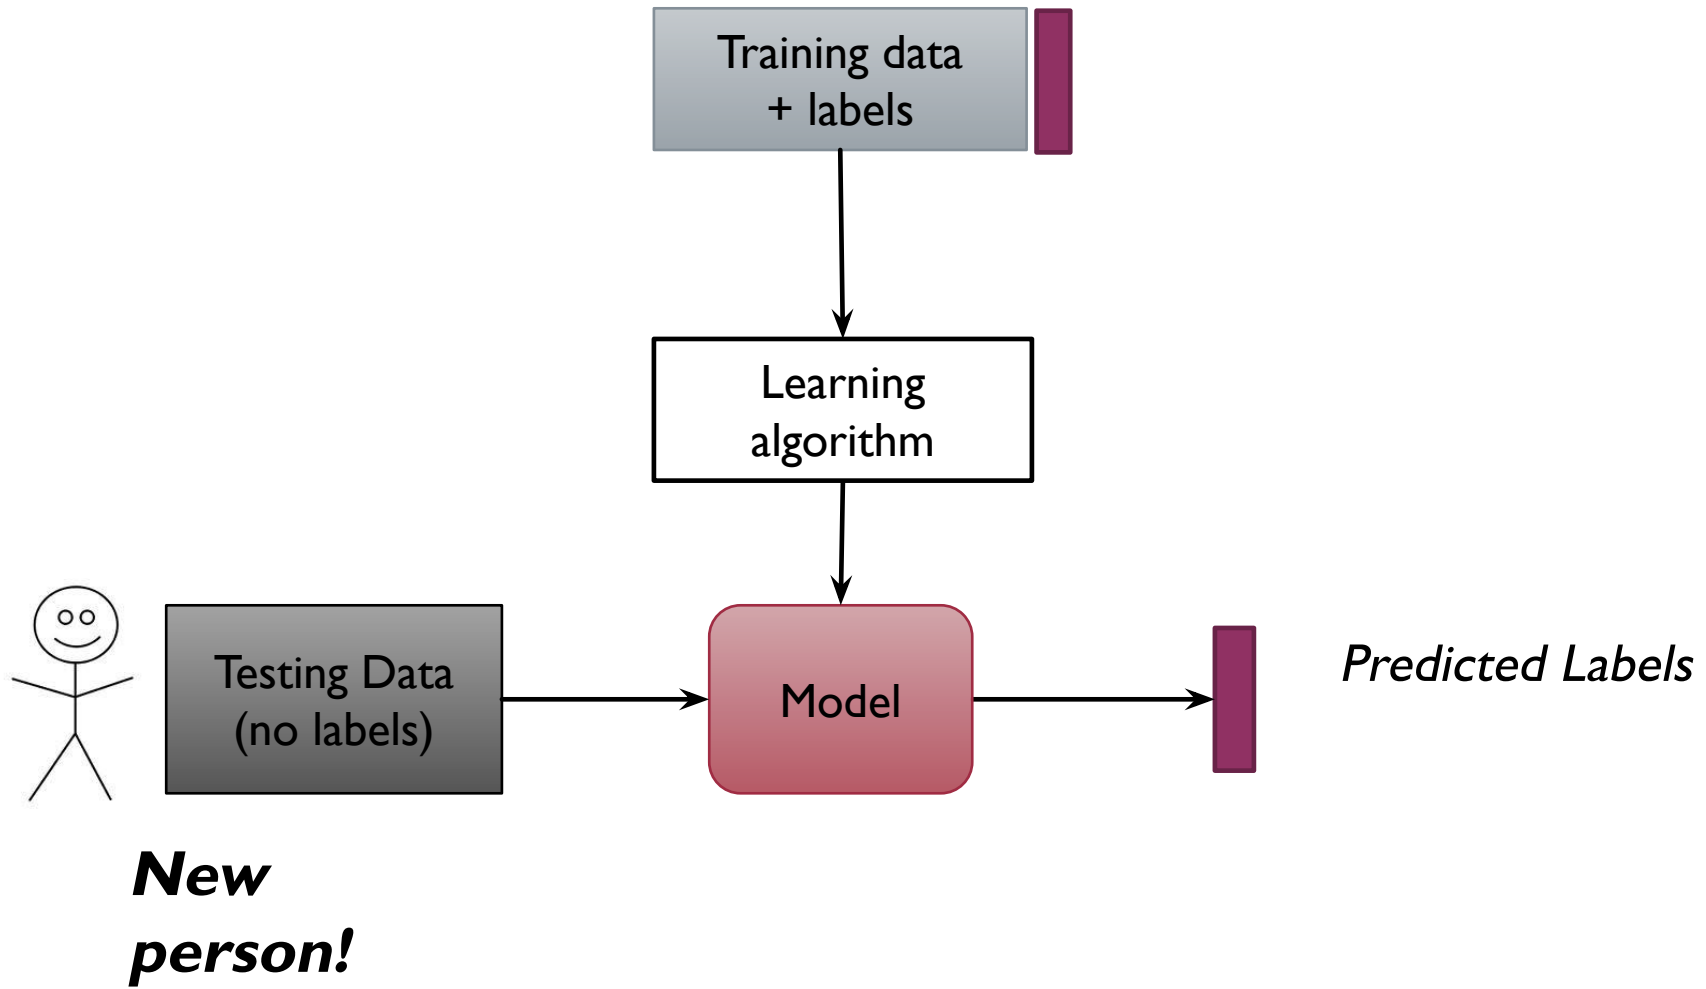 Training data
+ labels
Learning
algorithm
Testing Data
(no labels)
Model
Predicted Labels
New
person!